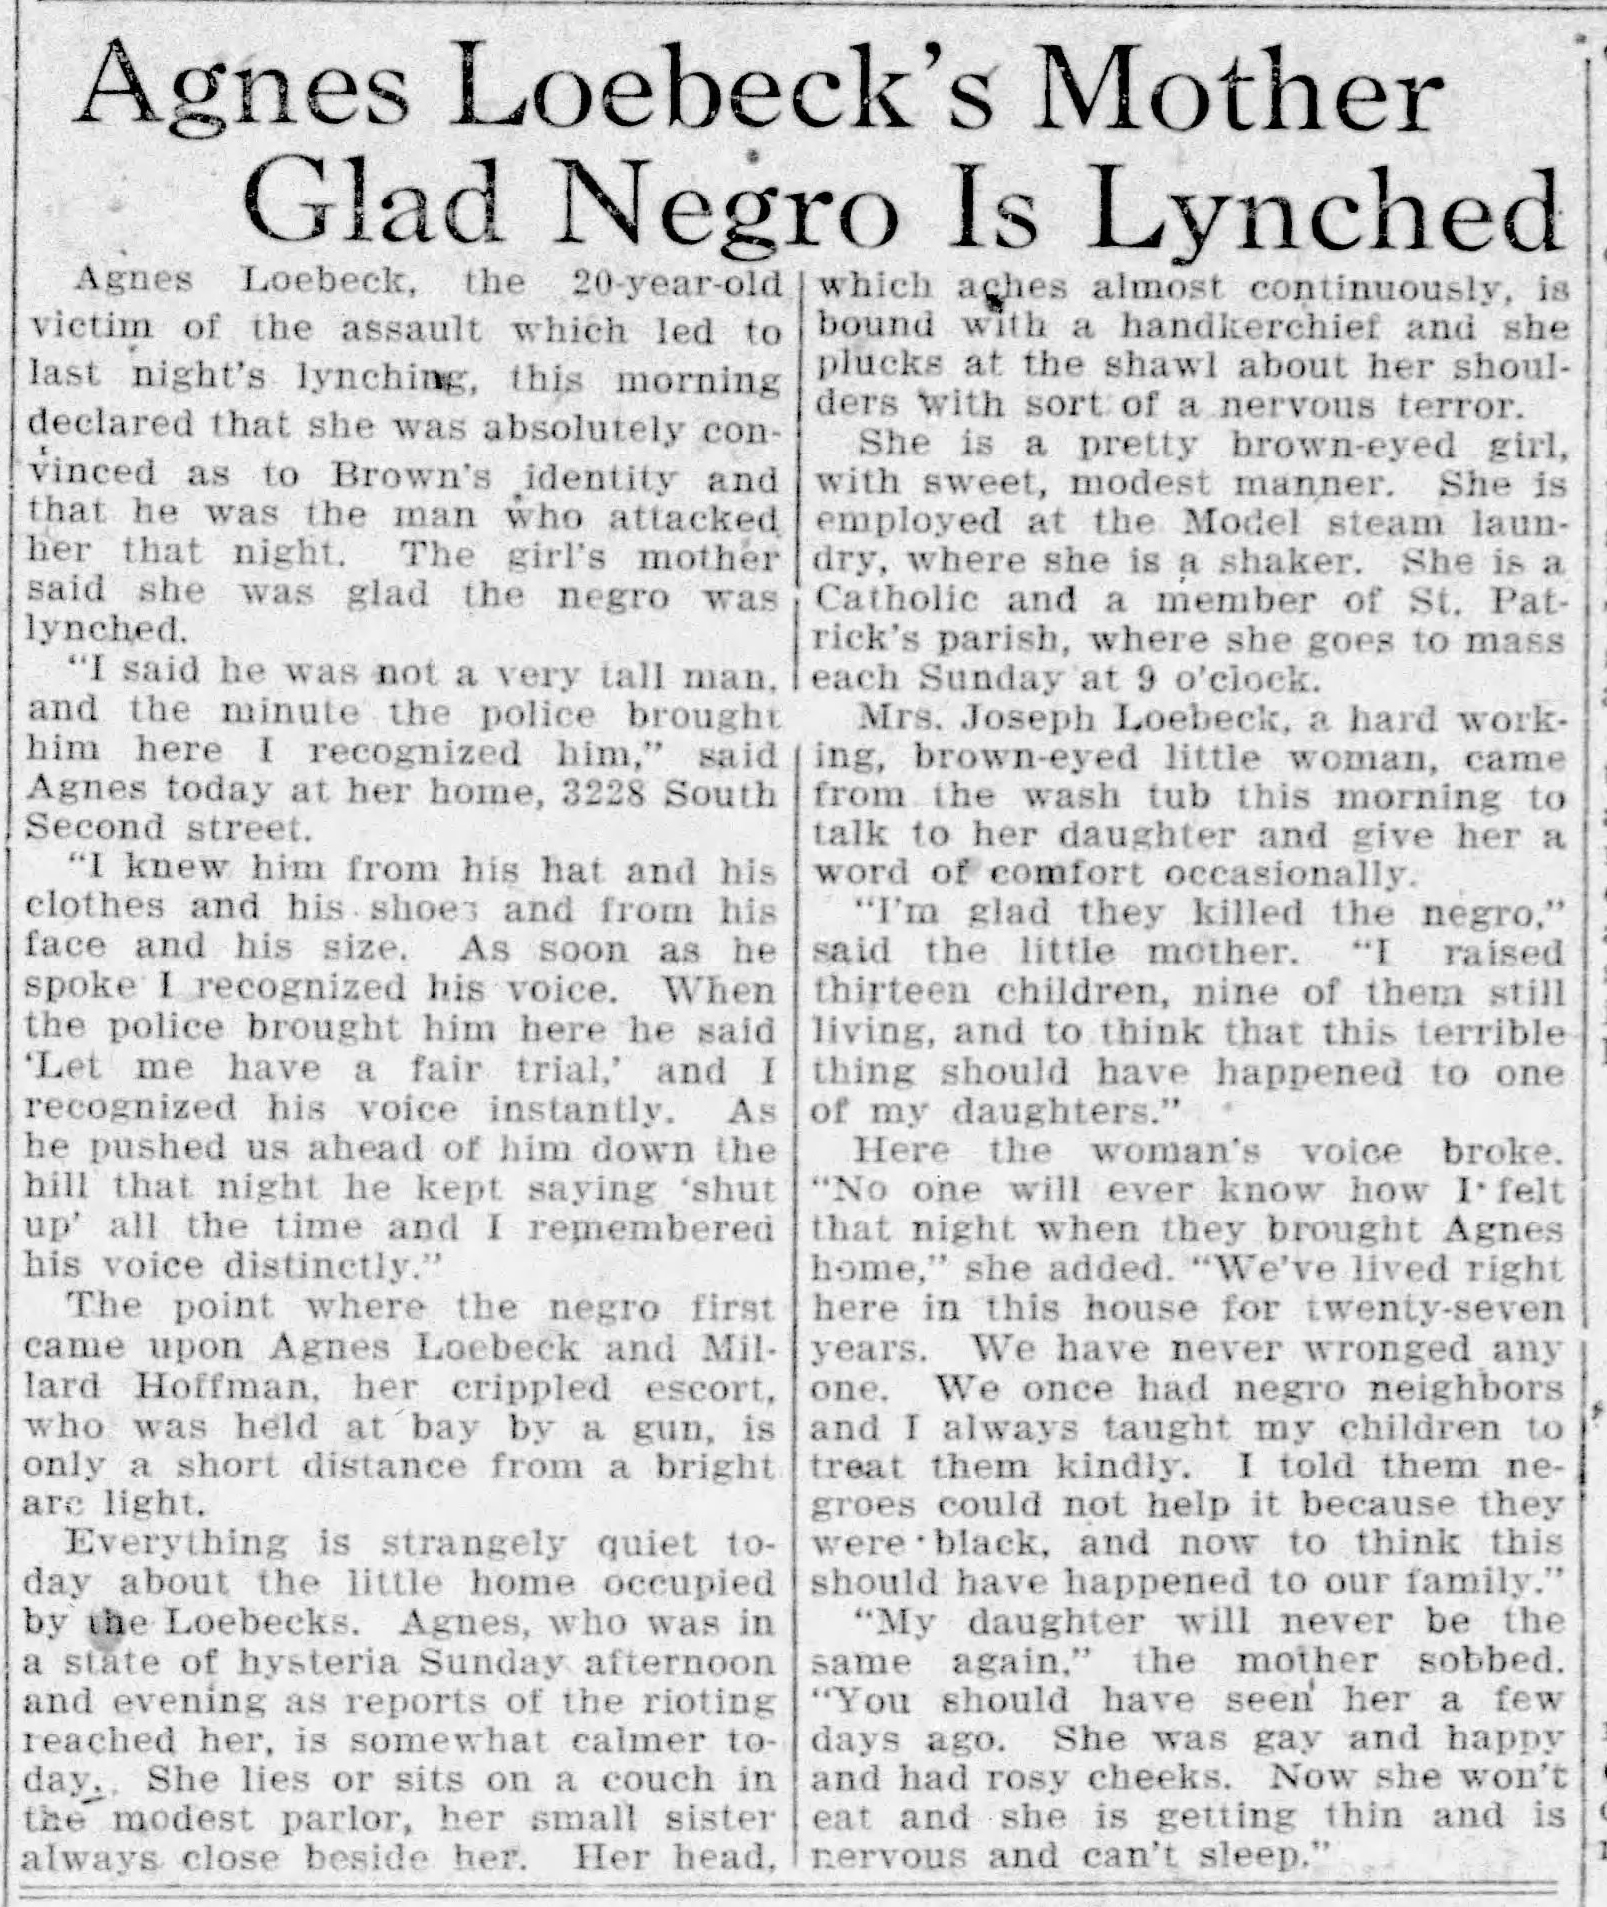 Agnes Loebeck's Mother
Glad Negro Is Lynched
Agnes Loebeck, the 20-year-old
victim of the assault which led to
last night's lynching, this morning
declared that she was absolutely con-
vinced as to Brown's identity and
that he was the man who attacked
her that night. The girl's mother
said she was glad the negro was
lynched.
"I said he was not a very tall man,
and the minute the police brought
him here I recognized him," said
Agnes today at her home, 3228 South
Second street.
"I knew him from his hat and his
clothes and his shoes and from his
face and his size. As soon as he
spoke I recognized his voice. When
the police brought him here he said
'Let me have a fair trial,' and I
recognized his voice instantly. As
he pushed us ahead of him down the
hill that night he kept saying 'shut
up' all the time and I remembered
his voice distinctly."
The point where the negro first
came upon Agnes Loebeck and Mil-
lard Hoffman, her crippled escort,
who was held at bay by a gun, is
only a short distance from a bright
arc light.
Everything is strangely quiet to-
day about the little home occupied
by the Loebecks. Agnes, who was in
a state of hysteria Sunday afternoon
and evening as reports of the rioting
reached her, is somewhat calmer to-
day. She lies or sits on a couch in
the modest parlor, her small sister
always close beside her. Her head,
which aches almost continuously, is
bound with a handkerchief and she
plucks at the shawl about her shoul-
ders with sort of a nervous terror.
She is a pretty brown-eyed girl,
with sweet, modest manner. She is
employed at the Model steam laun-
dry, where she is a shaker. She is a
Catholic and a member of St. Pat-
rick's parish, where she goes to mass
each Sunday at 9 o'clock.
Mrs. Joseph Loebeck, a hard work-
ing, brown-eyed little woman, came
from the wash tub this morning to
talk to her daughter and give her a
word of comfort occasionally.
"I'm glad they killed the negro,"
said the little mother. "I raised
thirteen children, nine of them still
living, and to think that this terrible
thing should have happened to one
of my daughters."
Here the woman's voice broke.
"No one will ever know how I felt
that night when they brought Agnes
home," she added. "We've lived right
here in this house for twenty-seven
years. We have never wronged any
one. We once had negro neighbors
and I always taught my children to
treat them kindly. I told them ne-
groes could not help it because they
were black, and now to think this
should have happened to our family."
"My daughter will never be the
same again," the mother sobbed.
"You should have seen her a few
days ago. She was gay and happy
and had rosy cheeks. Now she won't
eat and she is getting thin and is
nervous and can't sleep."